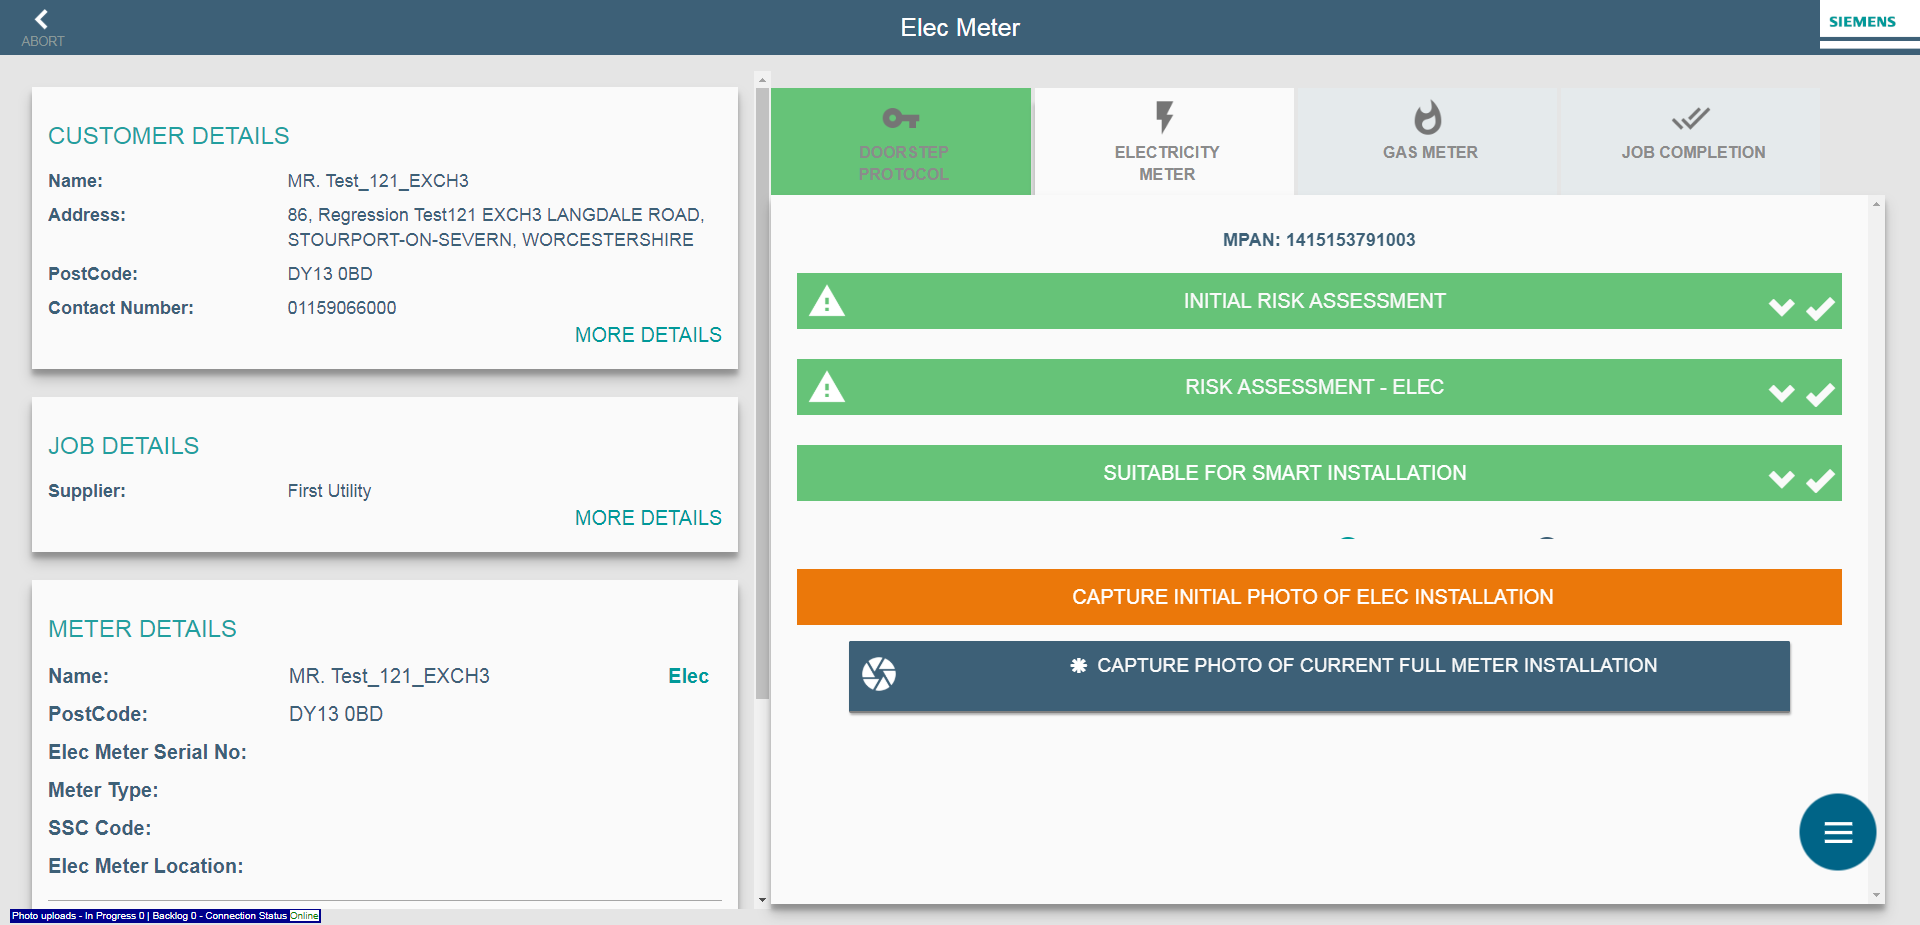 ABORT
Elec Meter
SIEMENS
CUSTOMER DETAILS
Name: MR. Test_121_EXCH3
Address: 86, Regression Test121 EXCH3 LANGDALE ROAD,
STOURPORT-ON-SEVERN, WORCESTERSHIRE
PostCode: DY13 0BD
Contact Number: 01159066000
MORE DETAILS
JOB DETAILS
Supplier: First Utility
MORE DETAILS
METER DETAILS
Name: MR. Test_121_EXCH3 Elec
PostCode: DY13 0BD
Elec Meter Serial No:
Meter Type:
SSC Code:
Elec Meter Location:
Photo uploads - In Progress 0 | Backlog 0 - Connection Status Online
DOORSTEP
PROTOCOL
ELECTRICITY
METER
GAS METER
JOB COMPLETION
MPAN: 1415153791003
INITIAL RISK ASSESSMENT
RISK ASSESSMENT - ELEC
SUITABLE FOR SMART INSTALLATION
CAPTURE INITIAL PHOTO OF ELEC INSTALLATION
✱ CAPTURE PHOTO OF CURRENT FULL METER INSTALLATION